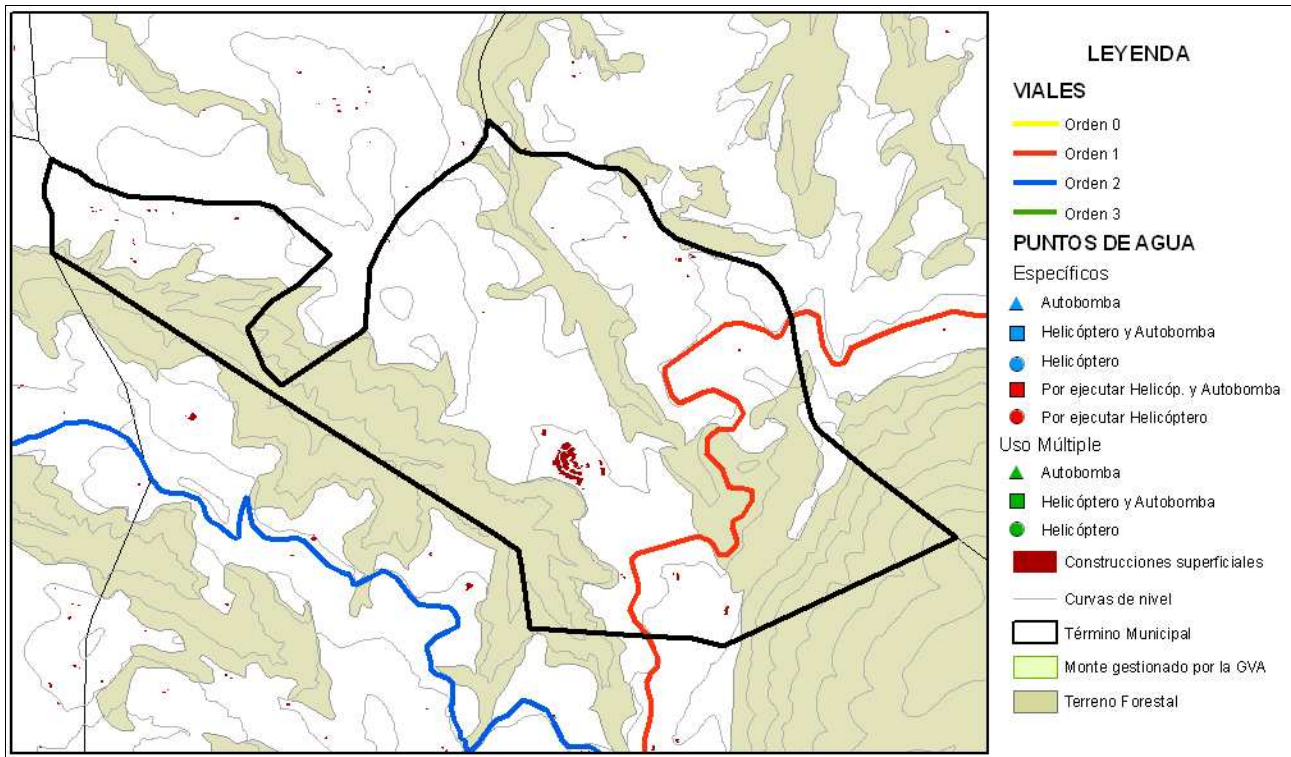 LEYENDA
VIALES
Orden 0
Orden 1
Orden 2
Orden 3
PUNTOS DE AGUA
Específicos
Autobomba
Helicóptero y Autobomba
Helicóptero
Por ejecutar Helicóp. y Autobomba
Por ejecutar Helicóptero
Uso Múltiple
Autobomba
Helicóptero y Autobomba
Helicóptero
Construcciones superficiales
Curvas de nivel
Término Municipal
Monte gestionado por la GVA
Terreno Forestal